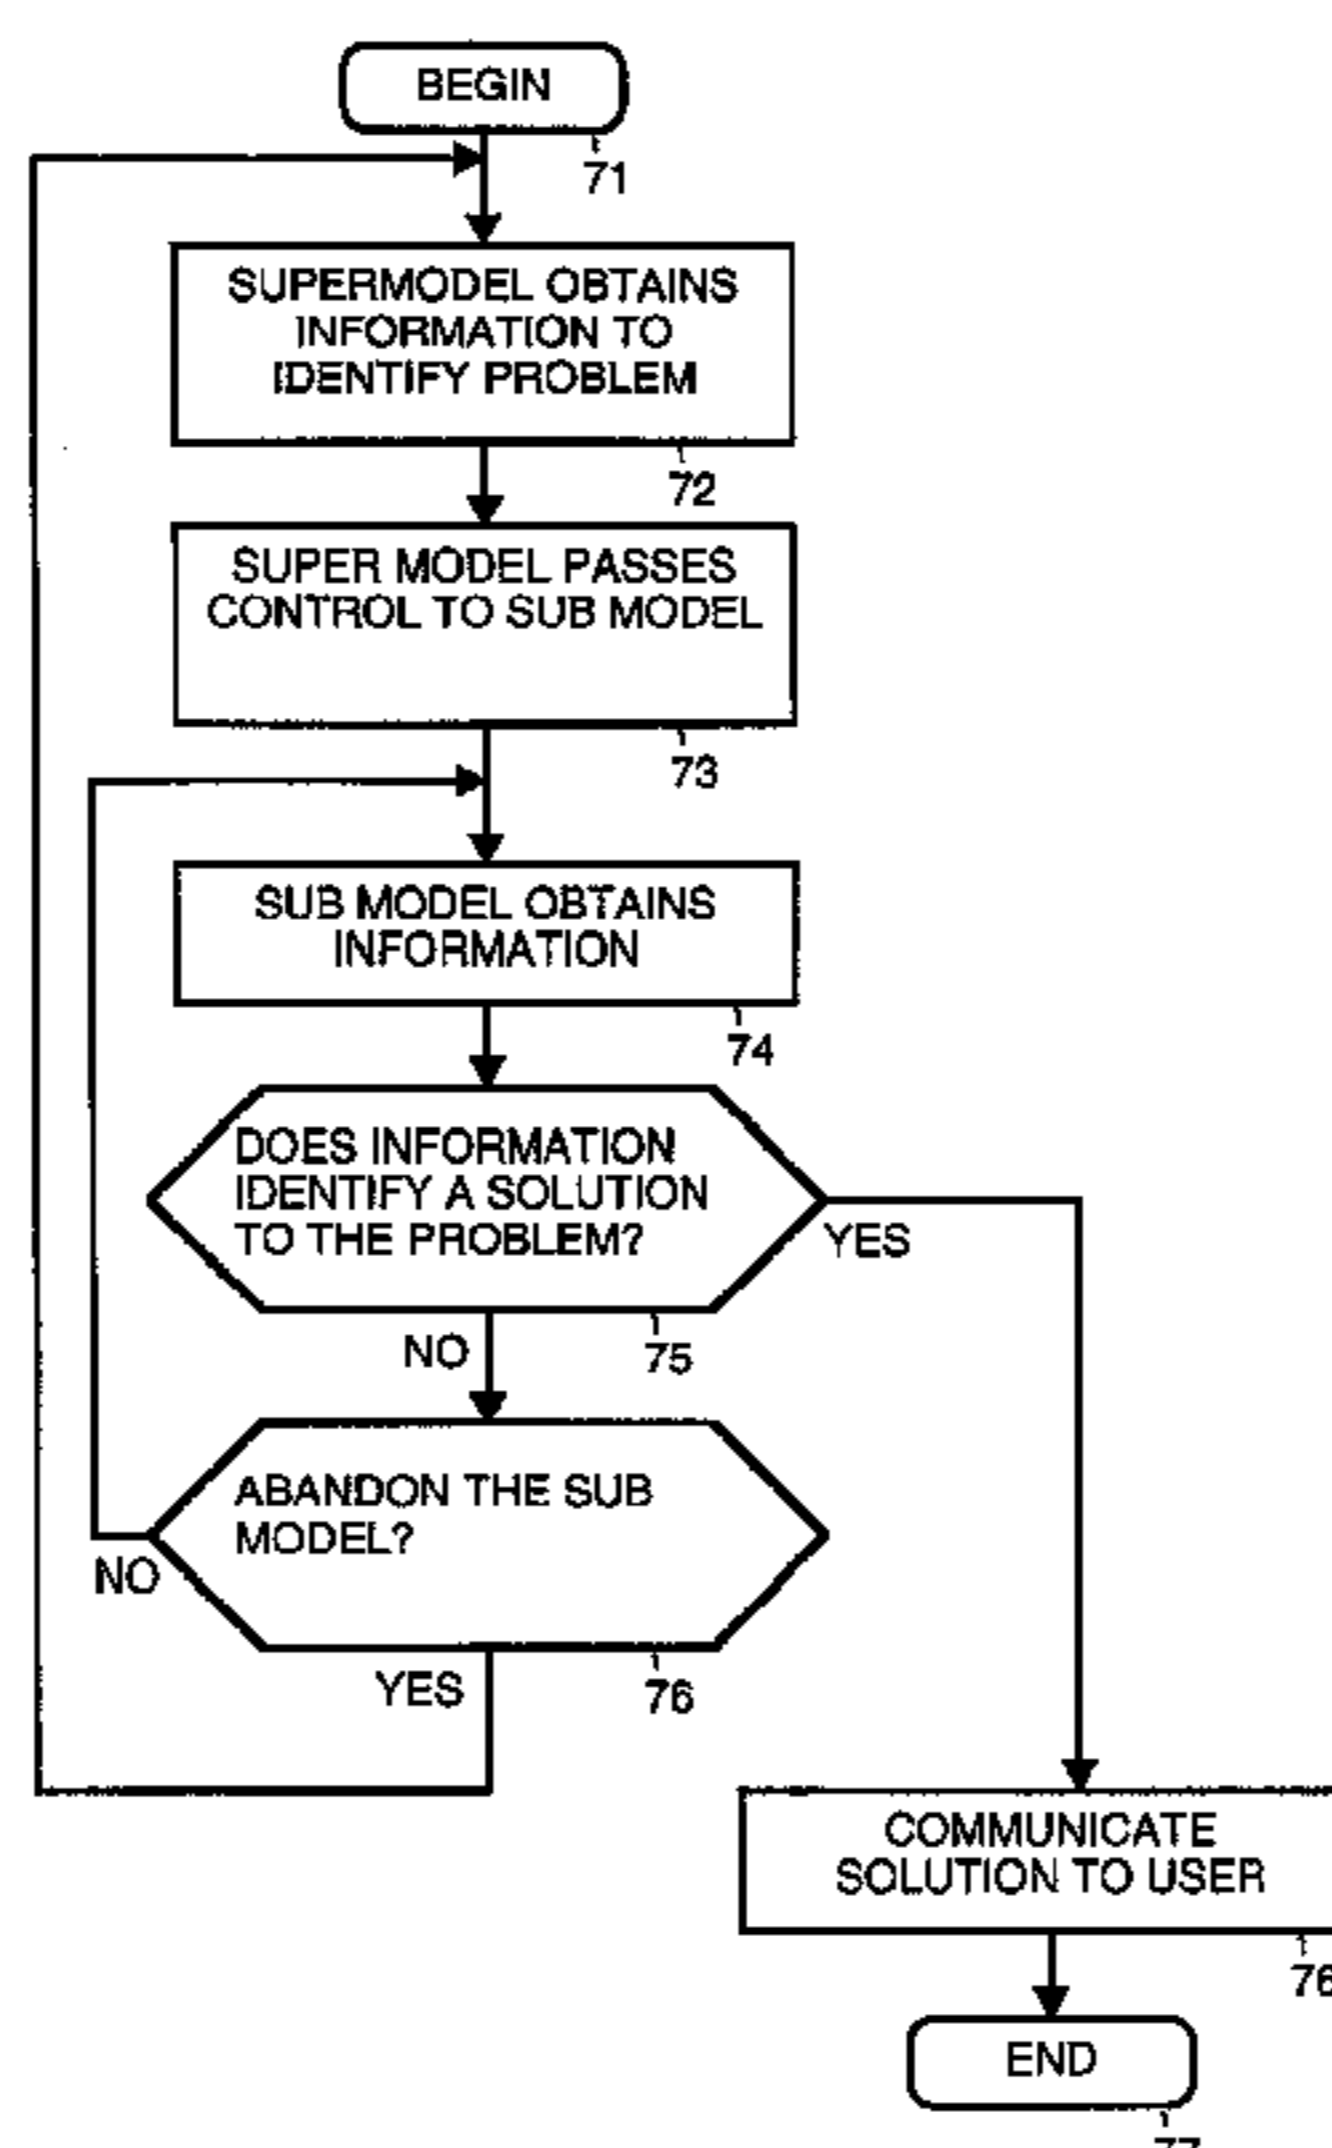 BEGIN
71
SUPERMODEL OBTAINS
INFORMATION TO
IDENTIFY PROBLEM
72
SUPER MODEL PASSES
CONTROL TO SUB MODEL
73
SUB MODEL OBTAINS
INFORMATION
74
DOES INFORMATION
IDENTIFY A SOLUTION
TO THE PROBLEM?
YES
NO
75
ABANDON THE SUB
MODEL?
NO
YES
76
COMMUNICATE
SOLUTION TO USER
76
END